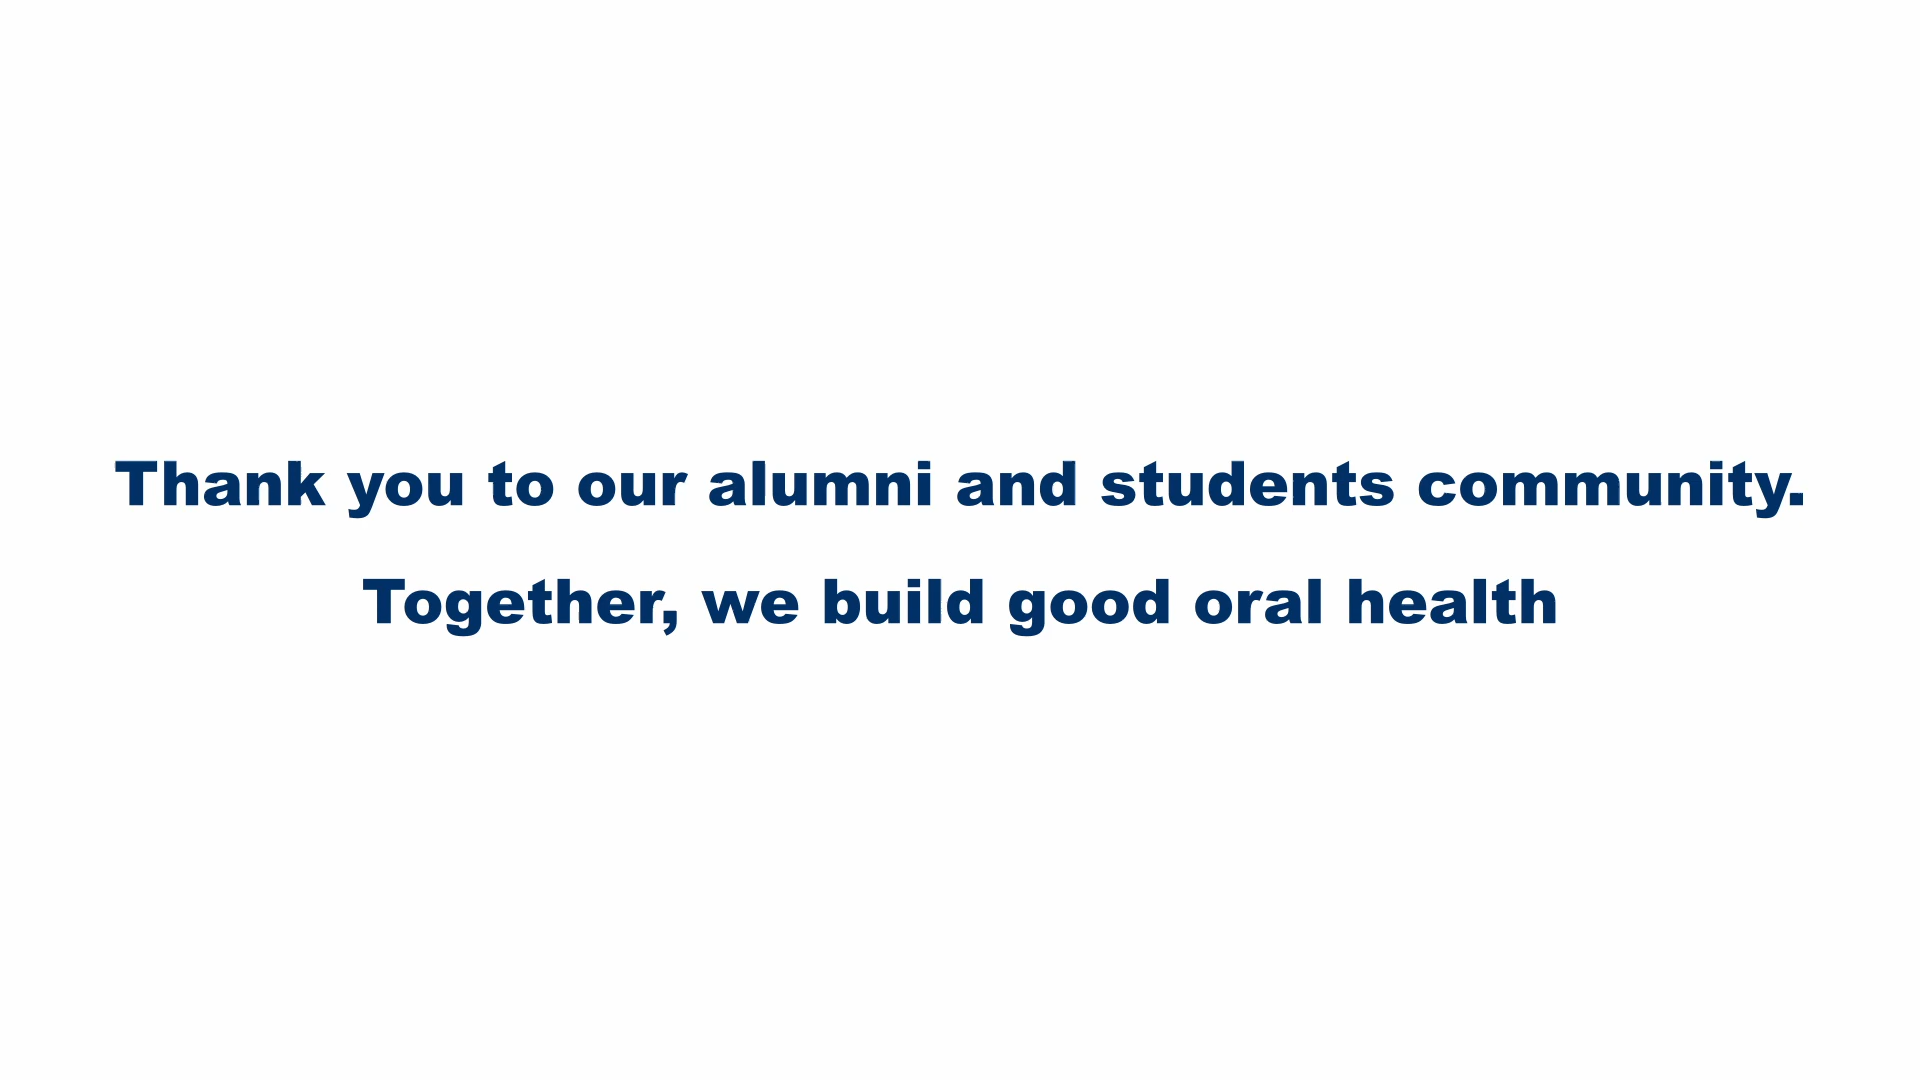 Thank you to our alumni and students community.
Together, we build good oral health